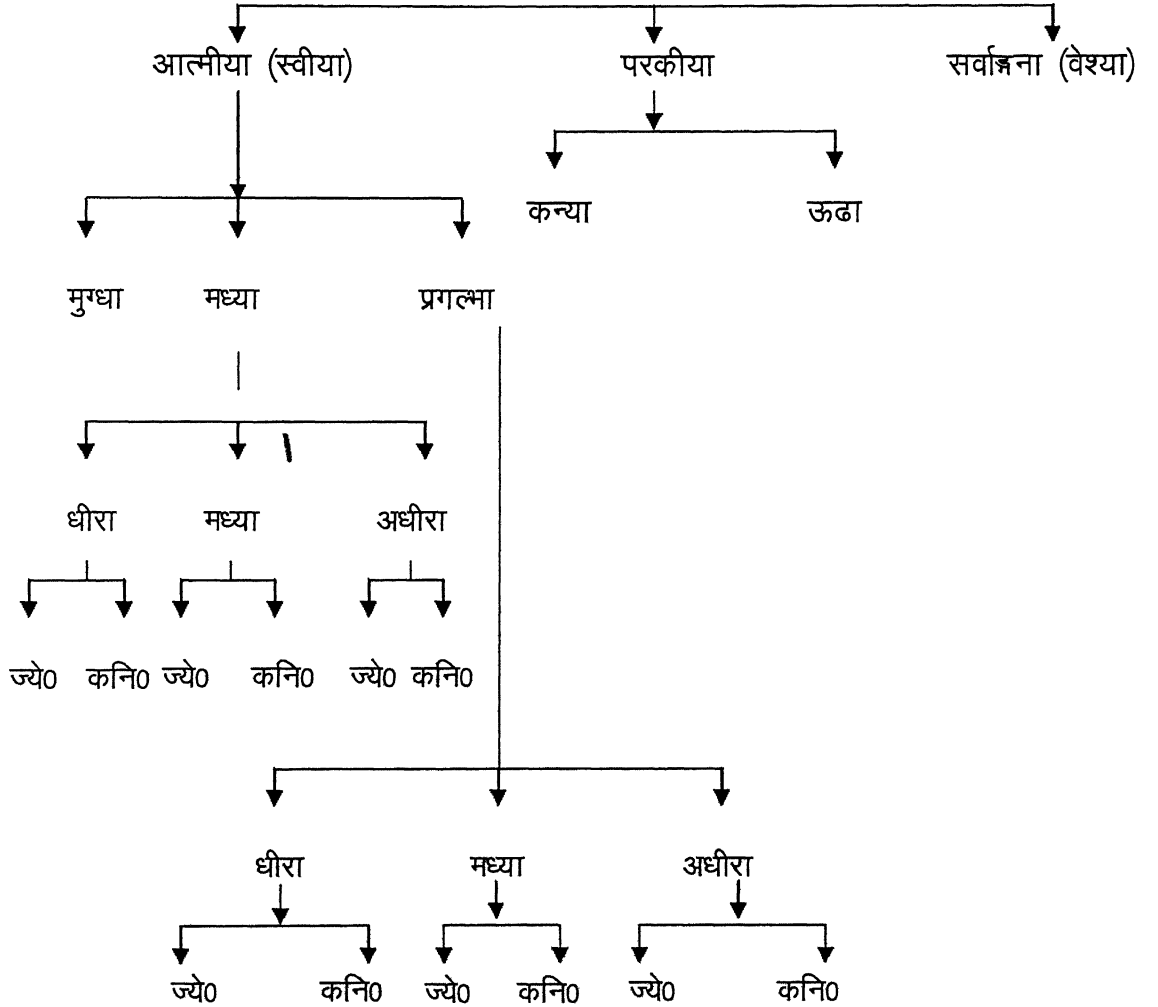 आत्मीया (स्वीया) परकीया सर्वाङ्गना (वेश्या)
कन्या ऊढा
मुग्धा मध्या प्रगल्भा
धीरा मध्या अधीरा
ज्ये0 कनि0 ज्ये0 कनि0 ज्ये0 कनि0
धीरा मध्या अधीरा
ज्ये0 कनि0 ज्ये0 कनि0 ज्ये0 कनि0